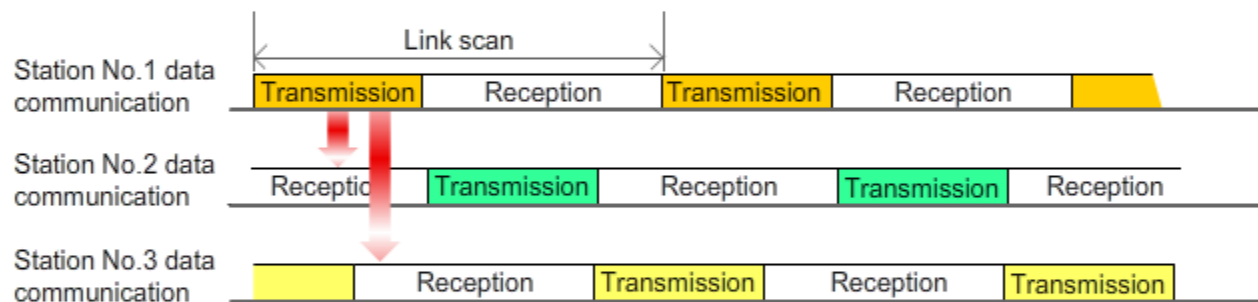 Link scan
Station No.1 data
communication
Transmission Reception Transmission Reception
Station No.2 data
communication
Receptio Transmission Reception Transmission Reception
Station No.3 data
communication
Reception Transmission Reception Transmission